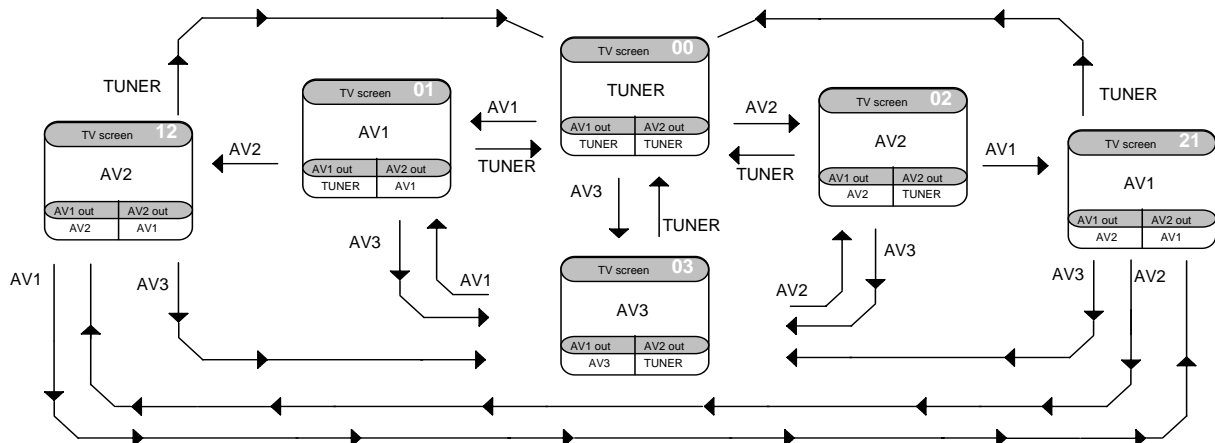 TV screen 00
TUNER
AV1 out AV2 out
TUNER TUNER
TV screen 01
AV1
AV1 out AV2 out
TUNER AV1
TV screen 02
AV2
AV1 out AV2 out
AV2 TUNER
TV screen 12
AV2
AV1 out AV2 out
AV2 AV1
TV screen 21
AV1
AV1 out AV2 out
AV2 AV1
TV screen 03
AV3
AV1 out AV2 out
AV3 TUNER
TUNER
AV2
AV1
TUNER
AV2
TUNER
AV1
TUNER
AV3
TUNER
AV1
AV3
AV3
AV1
AV2
AV3
AV3
AV2